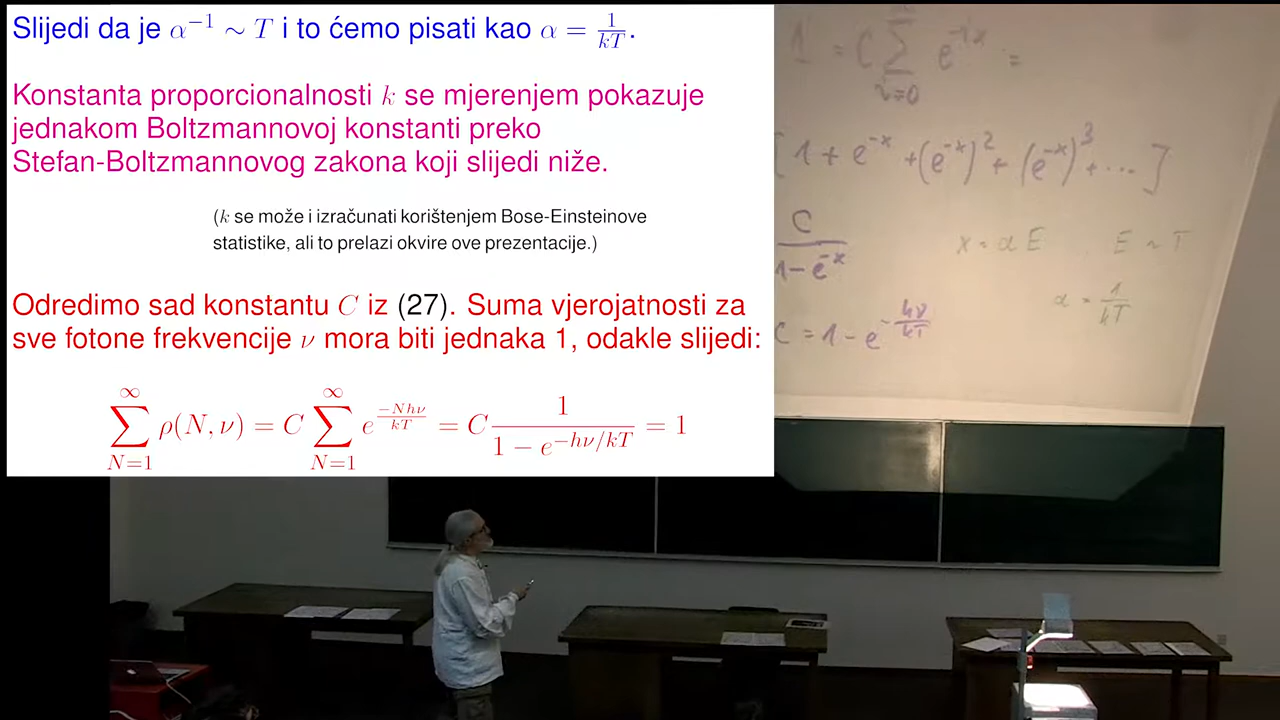 Slijedi da je α⁻¹ ∼ T i to ćemo pisati kao α = 1/kT.
Konstanta proporcionalnosti k se mjerenjem pokazuje
jednakom Boltzmannovoj konstanti preko
Stefan-Boltzmannovog zakona koji slijedi niže.
(k se može i izračunati korištenjem Bose-Einsteinove
statistike, ali to prelazi okvire ove prezentacije.)
Odredimo sad konstantu C iz (27). Suma vjerojatnosti za
sve fotone frekvencije ν mora biti jednaka 1, odakle slijedi:
∑_{N=1}^{∞} ρ(N, ν) = C ∑_{N=1}^{∞} e^{−Nhν/kT} = C 1/(1 − e^{−hν/kT}) = 1
[1 + e^{-x} + (e^{-x})^2 + (e^{-x})^3 + ...]
C/(1 - e^{-x})
x = α E E ~ T
α = 1/kT
C = 1 - e^{-hν/kT}